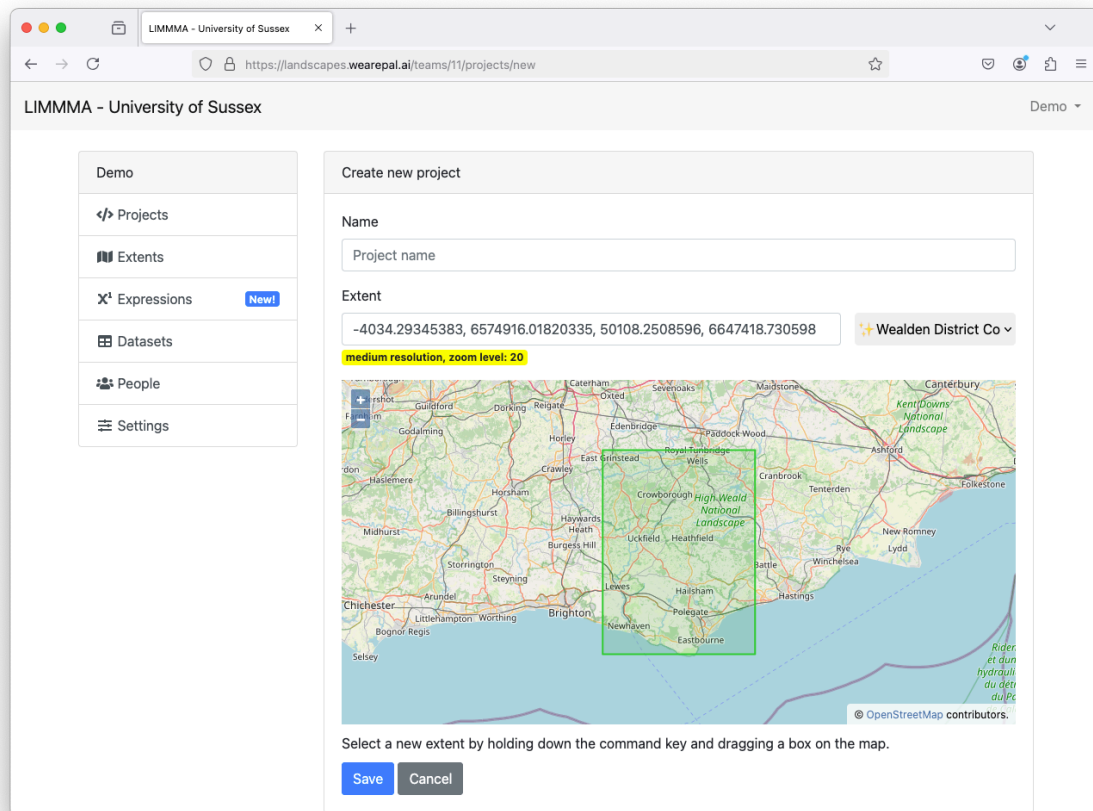 LIMMMA - University of Sussex
https://landscapes.wearepal.ai/teams/11/projects/new
LIMMMA - University of Sussex
Demo
Demo
Projects
Extents
X¹ Expressions New!
Datasets
People
Settings
Create new project
Name
Project name
Extent
-4034.29345383, 6574916.01820335, 50108.2508596, 6647418.730598
✨Wealden District Co
medium resolution, zoom level: 20
+
−
Caterham
Sevenoaks
Maidstone
Canterbury
Guildford
Dorking
Reigate
Oxted
Kent Downs
National
Landscape
Godalming
Edenbridge
Paddock Wood
Horley
Royal Tunbridge
Wells
Ashford
East Grinstead
Crawley
Cranbrook
Haslemere
Folkestone
Horsham
Crowborough
High Weald
National
Landscape
Tenterden
Billingshurst
Haywards
Heath
Midhurst
Uckfield
Heathfield
New Romney
Burgess Hill
Rye
Lydd
Storrington
Battle
Winchelsea
Steyning
Lewes
Hailsham
Arundel
Hastings
Chichester
Littlehampton
Worthing
Brighton
Polegate
Newhaven
Bognor Regis
Eastbourne
Selsey
© OpenStreetMap contributors.
Select a new extent by holding down the command key and dragging a box on the map.
Save
Cancel